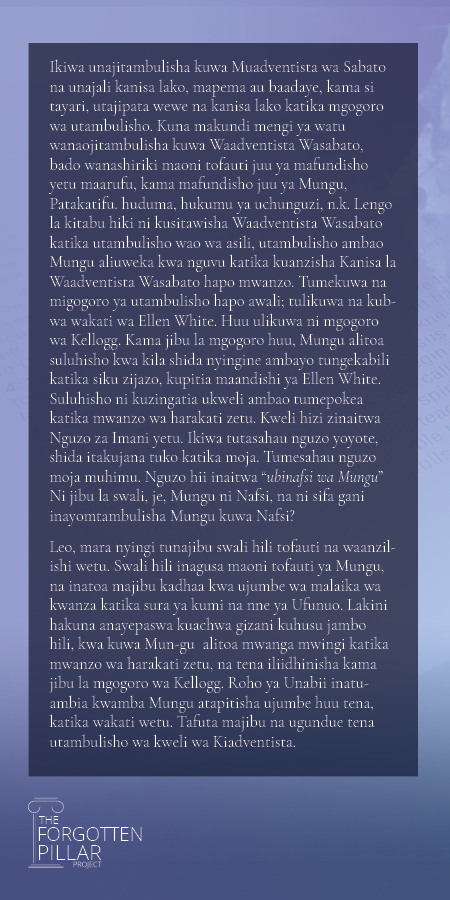 Ikiwa unajitambulisha kuwa Muadventista wa Sabato
na unajali kanisa lako, mapema au baadaye, kama si
tayari, utajipata wewe na kanisa lako katika mgogoro
wa utambulisho. Kuna makundi mengi ya watu
wanaojitambulisha kuwa Waadventista Wasabato,
bado wanashiriki maoni tofauti juu ya mafundisho
yetu maarufu, kama mafundisho juu ya Mungu,
Patakatifu. huduma, hukumu ya uchunguzi, n.k. Lengo
la kitabu hiki ni kusitawisha Waadventista Wasabato
katika utambulisho wao wa asili, utambulisho ambao
Mungu aliuweka kwa nguvu katika kuanzisha Kanisa la
Waadventista Wasabato hapo mwanzo. Tumekuwa na
migogoro ya utambulisho hapo awali; tulikuwa na kub-
wa wakati wa Ellen White. Huu ulikuwa ni mgogoro
wa Kellogg. Kama jibu la mgogoro huu, Mungu alitoa
suluhisho kwa kila shida nyingine ambayo tungekabili
katika siku zijazo, kupitia maandishi ya Ellen White.
Suluhisho ni kuzingatia ukweli ambao tumepokea
katika mwanzo wa harakati zetu. Kweli hizi zinaitwa
Nguzo za Imani yetu. Ikiwa tutasahau nguzo yoyote,
shida itakujana tuko katika moja. Tumesahau nguzo
moja muhimu. Nguzo hii inaitwa “ubinafsi wa Mungu”
Ni jibu la swali, je, Mungu ni Nafsi, na ni sifa gani
inayomtambulisha Mungu kuwa Nafsi?
Leo, mara nyingi tunajibu swali hili tofauti na waanzil-
ishi wetu. Swali hili inagusa maoni tofauti ya Mungu,
na inatoa majibu kadhaa kwa ujumbe wa malaika wa
kwanza katika sura ya kumi na nne ya Ufunuo. Lakini
hakuna anayepaswa kuachwa gizani kuhusu jambo
hili, kwa kuwa Mun-gu alitoa mwanga mwingi katika
mwanzo wa harakati zetu, na tena iliidhinisha kama
jibu la mgogoro wa Kellogg. Roho ya Unabii inatu-
ambia kwamba Mungu atapitisha ujumbe huu tena,
katika wakati wetu. Tafuta majibu na ugundue tena
utambulisho wa kweli wa Kiadventista.
THE
FORGOTTEN
PILLAR
PROJECT